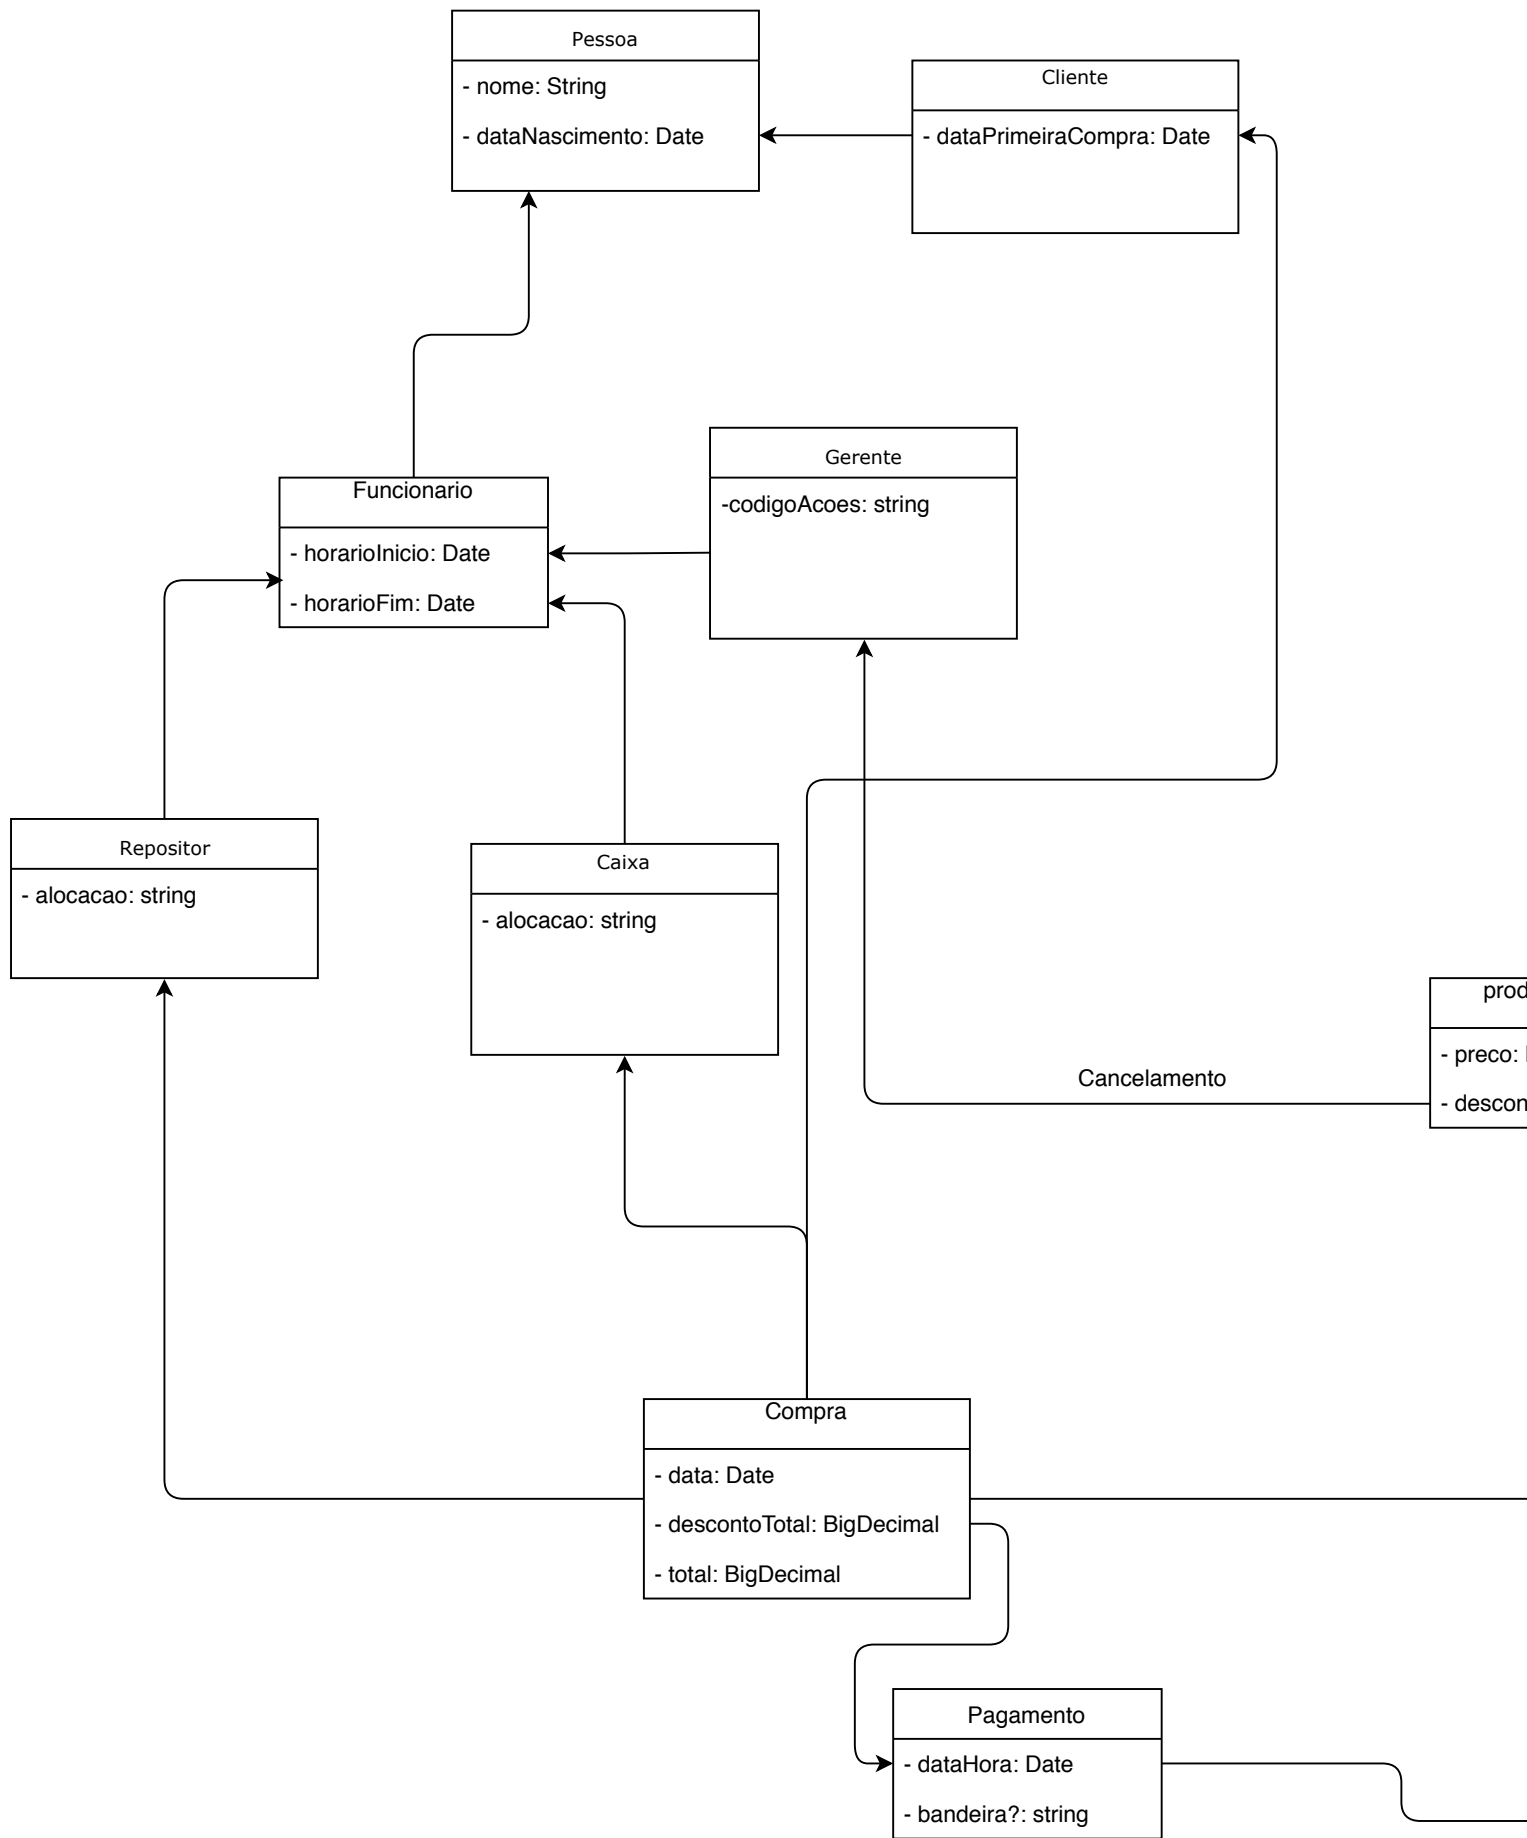 Pessoa
- nome: String
- dataNascimento: Date
Cliente
- dataPrimeiraCompra: Date
Funcionario
- horarioInicio: Date
- horarioFim: Date
Gerente
-codigoAcoes: string
Repositor
- alocacao: string
Caixa
- alocacao: string
Cancelamento
- preco:
Compra
- data: Date
- descontoTotal: BigDecimal
- total: BigDecimal
Pagamento
- dataHora: Date
- bandeira?: string